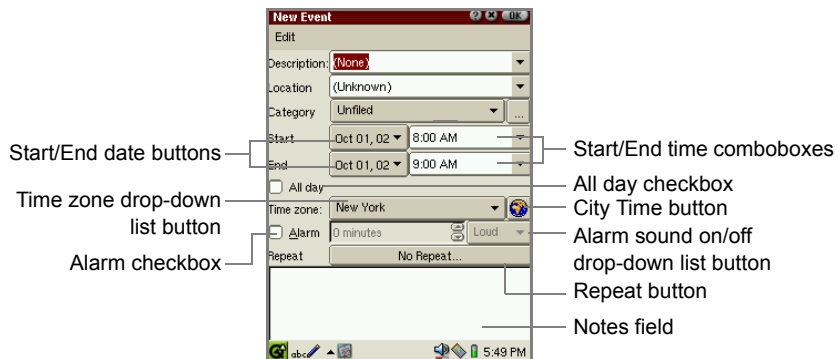 New Event ? X OK
Edit
Description: (None)
Location (Unknown)
Category Unfiled ...
Start Oct 01, 02 8:00 AM
End Oct 01, 02 9:00 AM
All day
Time zone: New York
Alarm 0 minutes Loud
Repeat No Repeat...
abc 5:49 PM
Start/End date buttons
Time zone drop-down
list button
Alarm checkbox
Start/End time comboboxes
All day checkbox
City Time button
Alarm sound on/off
drop-down list button
Repeat button
Notes field